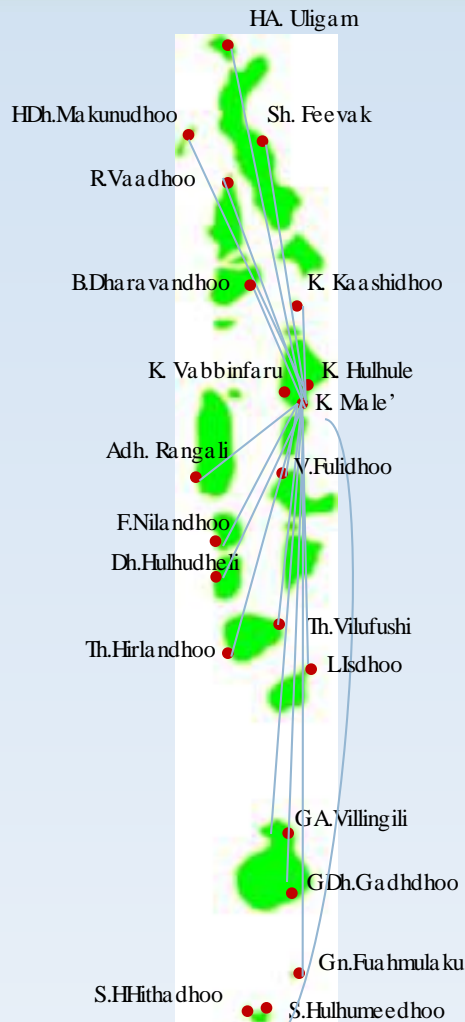 HA. Uligam
HDh.Makunudhoo
Sh. Feevak
R.Vaadhoo
B.Dharavandhoo
K. Kaashidhoo
K. Vabbinfaru
K. Hulhule
K. Male’
Adh. Rangali
V.Fulidhoo
F.Nilandhoo
Dh.Hulhudheli
Th.Vilufushi
Th.Hirlandhoo
L.Isdhoo
GA.Villingili
GDh.Gadhdhoo
Gn.Fuahmulaku
S.HHithadhoo
S.Hulhumeedhoo